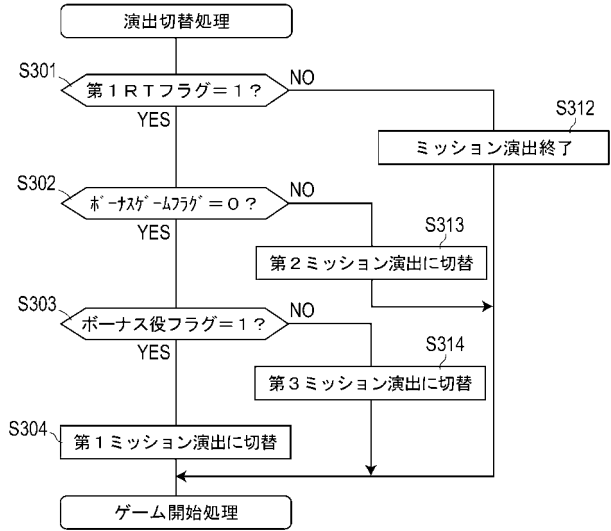 演出切替処理
S301
第1RTフラグ=1?
NO
YES
S312
ミッション演出終了
S302
ボーナスゲームフラグ=0?
NO
YES
S313
第2ミッション演出に切替
S303
ボーナス役フラグ=1?
NO
YES
S314
第3ミッション演出に切替
S304
第1ミッション演出に切替
ゲーム開始処理